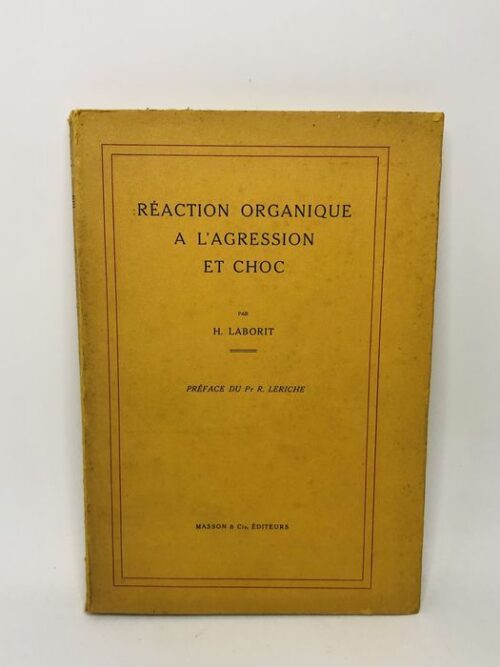 RÉACTION ORGANIQUE
A L'AGRESSION
ET CHOC
PAR
H. LABORIT
PRÉFACE DU Pr R. LERICHE
MASSON & Cie, ÉDITEURS